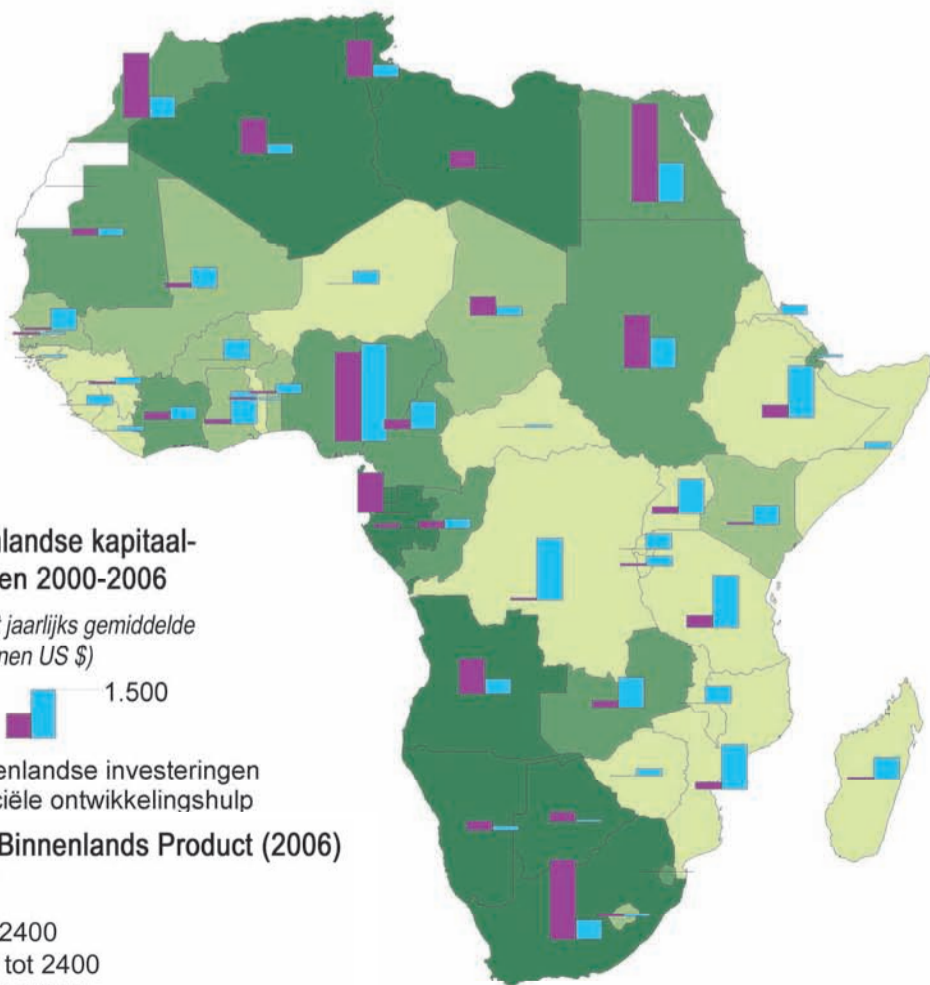 nlandse kapitaal-
en 2000-2006
jaarlijks gemiddelde
nen US $)
1.500
enlandse investeringen
ciële ontwikkelingshulp
Binnenlands Product (2006)
2400
tot 2400